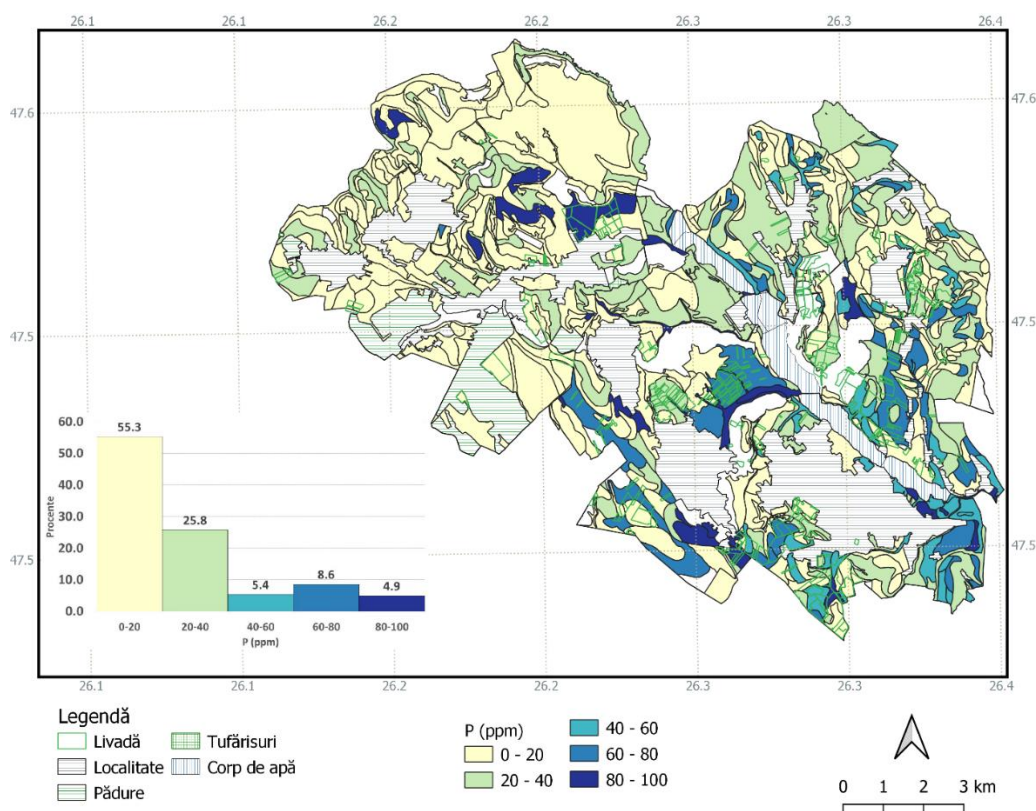 26.1 26.1 26.2 26.2 26.3 26.3 26.4
47.6 47.6
47.5 47.5
47.5 47.5
60.0
50.0
40.0
30.0
20.0
10.0
0.0
Procente
55.3
25.8
5.4
8.6
4.9
0-20 20-40 40-60 60-80 80-100
P (ppm)
26.1 26.1 26.2 26.2 26.3 26.3 26.4
Legendă
Livadă
Localitate
Pădure
Tufărisuri
Corp de apă
P (ppm)
0 - 20
20 - 40
40 - 60
60 - 80
80 - 100
0 1 2 3 km